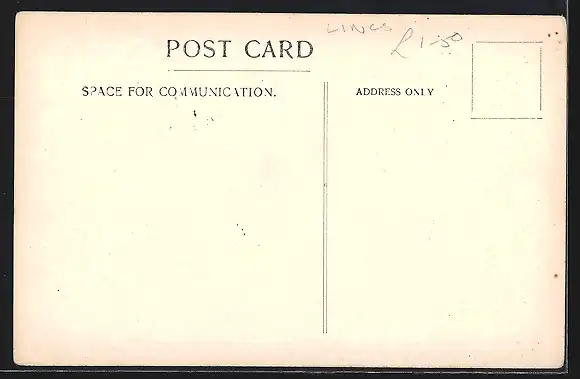 LINCS
£1-50
POST CARD
SPACE FOR COMMUNICATION.
ADDRESS ONLY